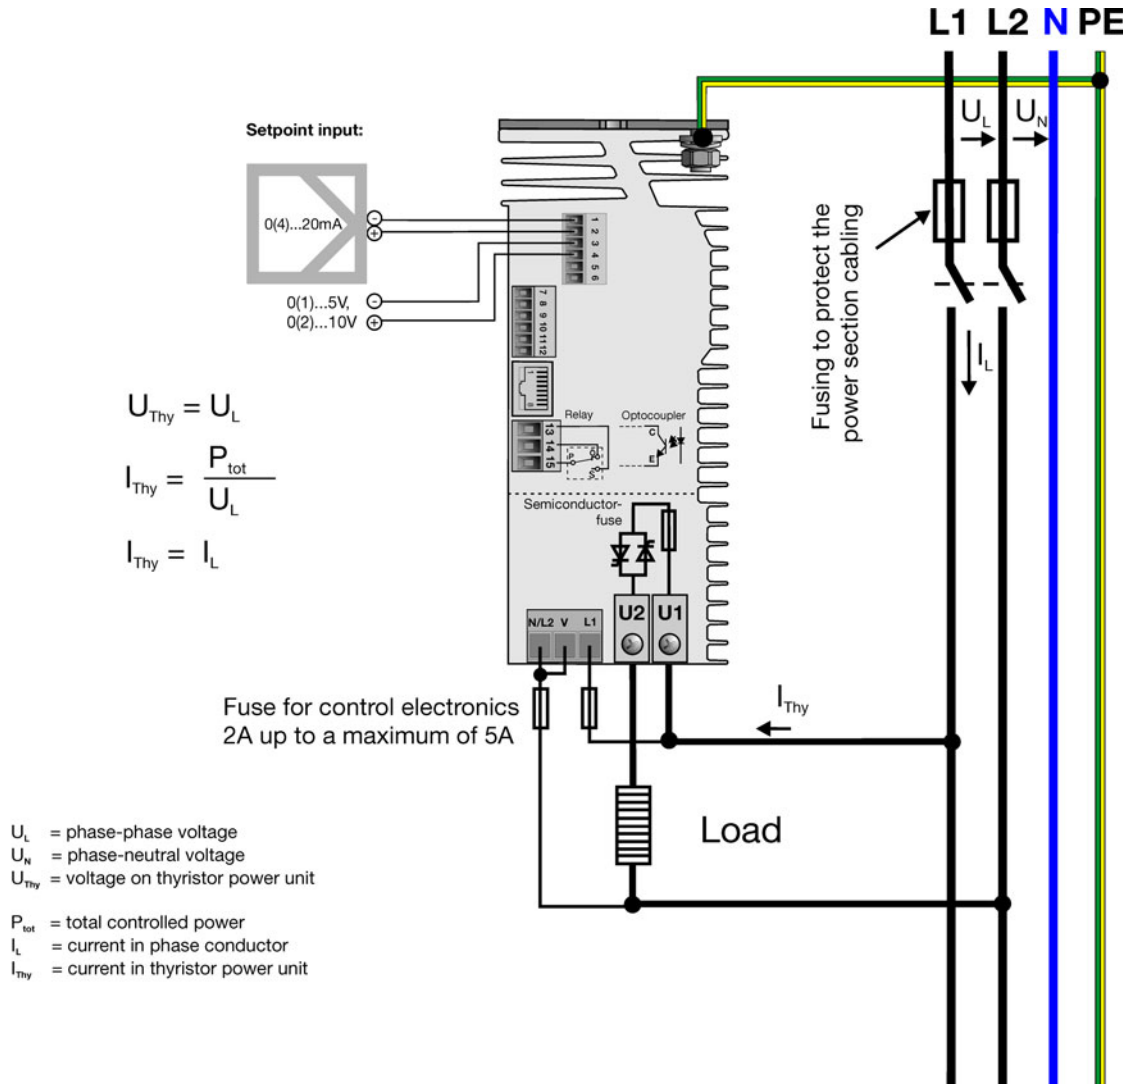 L1 L2 N PE
U_L U_N
Setpoint input:
0(4)...20mA
-
+
0(1)...5V,
0(2)...10V
-
+
1
2
3
4
5
6
7
8
9
10
11
12
1
8
13
14
15
Relay
P
Ö
S
Optocoupler
C
E
Fusing to protect the
power section cabling
I_L
U_Thy = U_L
I_Thy = P_tot / U_L
I_Thy = I_L
Semiconductor-
fuse
N/L2 V L1
U2 U1
Fuse for control electronics
2A up to a maximum of 5A
I_Thy
Load
U_L = phase-phase voltage
U_N = phase-neutral voltage
U_Thy = voltage on thyristor power unit
P_tot = total controlled power
I_L = current in phase conductor
I_Thy = current in thyristor power unit